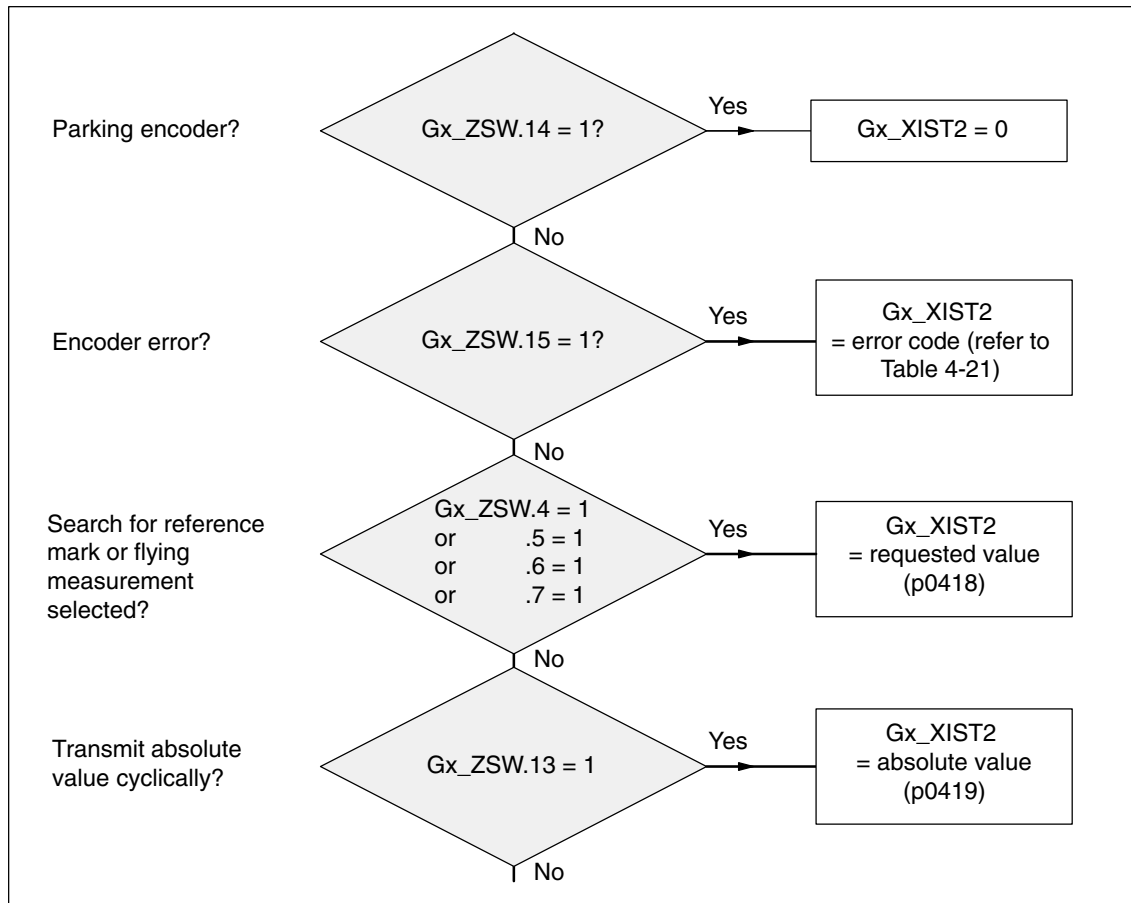 Parking encoder?
Gx_ZSW.14 = 1?
Yes
Gx_XIST2 = 0
No
Encoder error?
Gx_ZSW.15 = 1?
Yes
Gx_XIST2
= error code (refer to
Table 4-21)
No
Search for reference
mark or flying
measurement
selected?
Gx_ZSW.4 = 1
or .5 = 1
or .6 = 1
or .7 = 1
Yes
Gx_XIST2
= requested value
(p0418)
No
Transmit absolute
value cyclically?
Gx_ZSW.13 = 1
Yes
Gx_XIST2
= absolute value
(p0419)
No